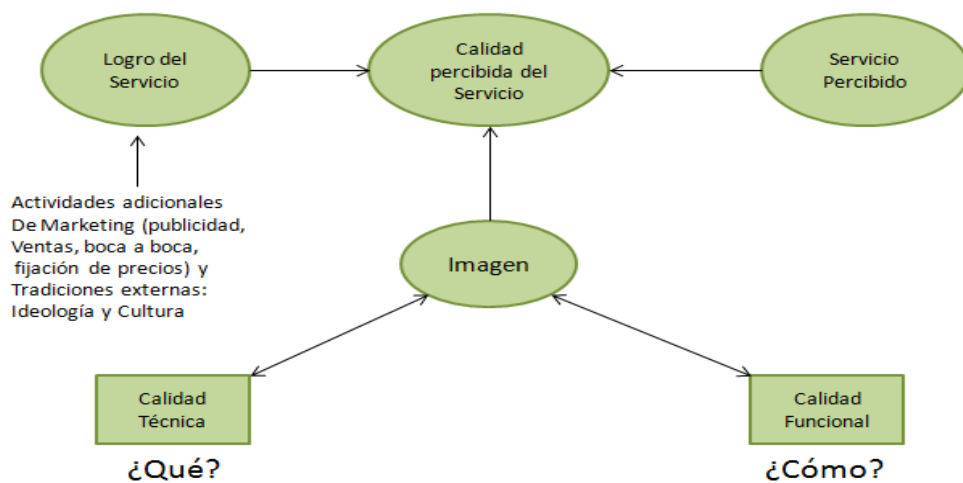 Logro del
Servicio
Calidad
percibida del
Servicio
Servicio
Percibido
Actividades adicionales
De Marketing (publicidad,
Ventas, boca a boca,
fijación de precios) y
Tradiciones externas:
Ideología y Cultura
Imagen
Calidad
Técnica
Calidad
Funcional
¿Qué?
¿Cómo?